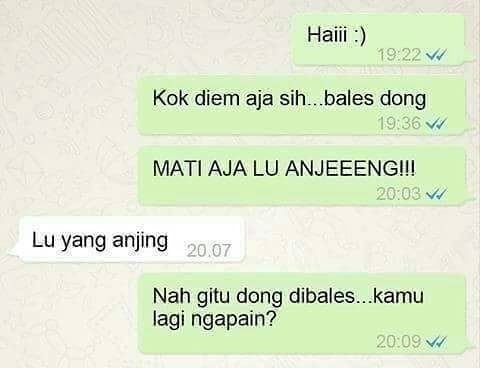 Haiii :)
19:22
Kok diem aja sih...bales dong
19:36
MATI AJA LU ANJEEENG!!!
20:03
Lu yang anjing
20.07
Nah gitu dong dibales...kamu
lagi ngapain?
20:09